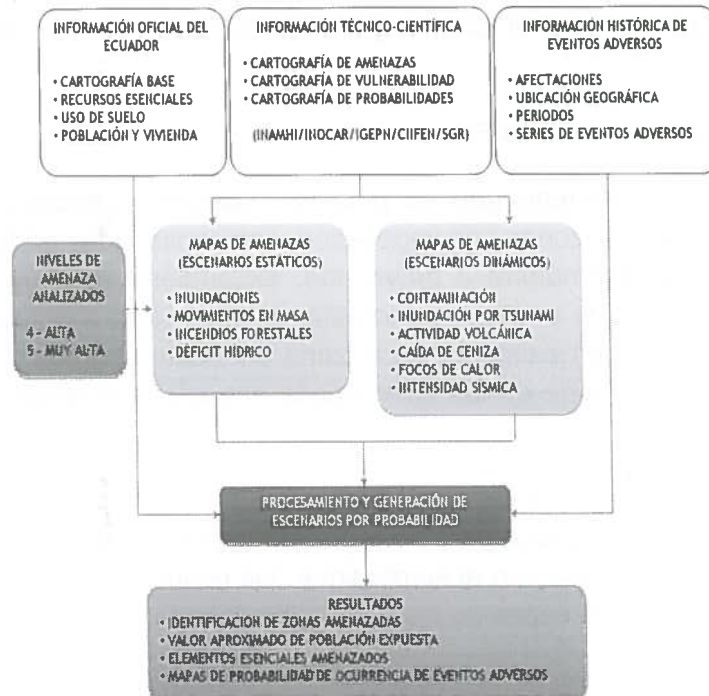 INFORMACIÓN OFICIAL DEL
ECUADOR
• CARTOGRAFÍA BASE
• RECURSOS ESENCIALES
• USO DE SUELO
• POBLACIÓN Y VIVIENDA
INFORMACIÓN TÉCNICO-CIENTÍFICA
• CARTOGRAFÍA DE AMENAZAS
• CARTOGRAFÍA DE VULNERABILIDAD
• CARTOGRAFÍA DE PROBABILIDADES
(INAMHI/INOCAR/IGEPN/CIIFEN/SGR)
INFORMACIÓN HISTÓRICA DE
EVENTOS ADVERSOS
• AFECTACIONES
• UBICACIÓN GEOGRÁFICA
• PERIODOS
• SERIES DE EVENTOS ADVERSOS
NIVELES DE
AMENAZA
ANALIZADOS
4 - ALTA
5 - MUY ALTA
MAPAS DE AMENAZAS
(ESCENARIOS ESTÁTICOS)
• INUNDACIONES
• MOVIMIENTOS EN MASA
• INCENDIOS FORESTALES
• DÉFICIT HÍDRICO
MAPAS DE AMENAZAS
(ESCENARIOS DINÁMICOS)
• CONTAMINACIÓN
• INUNDACIÓN POR TSUNAMI
• ACTIVIDAD VOLCÁNICA
• CAÍDA DE CENIZA
• FOCOS DE CALOR
• INTENSIDAD SISMICA
PROCESAMIENTO Y GENERACIÓN DE
ESCENARIOS POR PROBABILIDAD
RESULTADOS
• IDENTIFICACIÓN DE ZONAS AMENAZADAS
• VALOR APROXIMADO DE POBLACIÓN EXPUESTA
• ELEMENTOS ESENCIALES AMENAZADOS
• MAPAS DE PROBABILIDAD DE OCURRENCIA DE EVENTOS ADVERSOS